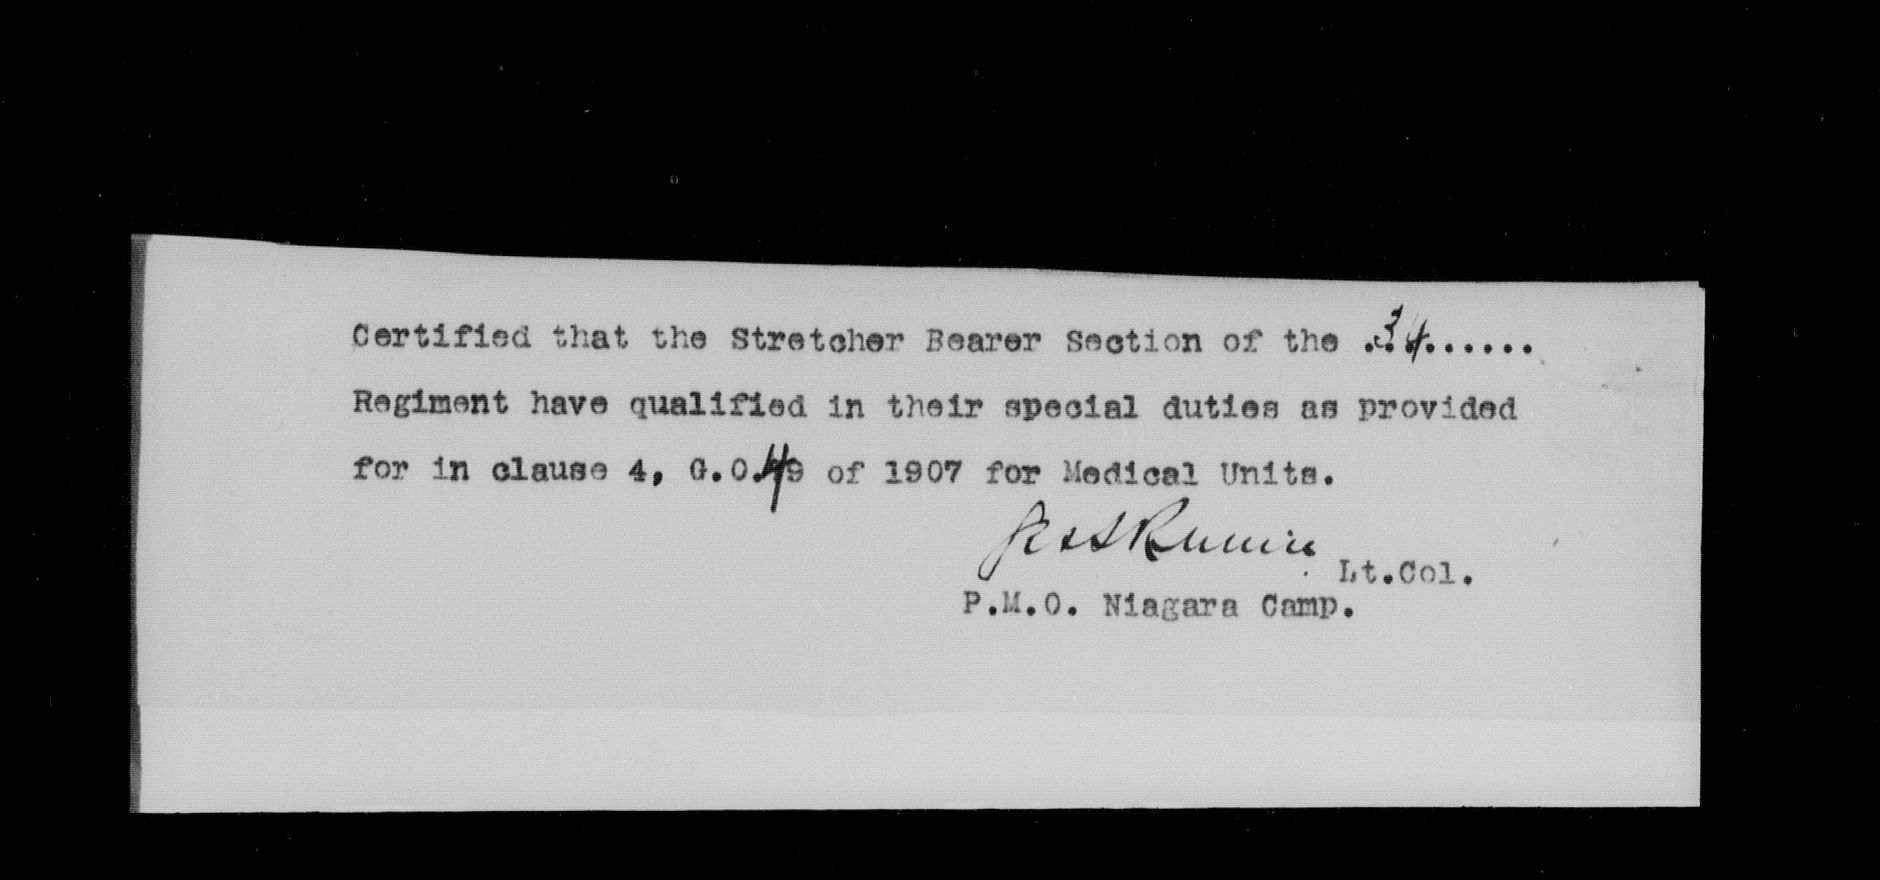 Certified that the Stretcher Bearer Section of the ..34.......
Regiment have qualified in their special duties as provided
for in clause 4, G.O.49 of 1907 for Medical Units.
Lt.Col.
P.M.O. Niagara Camp.